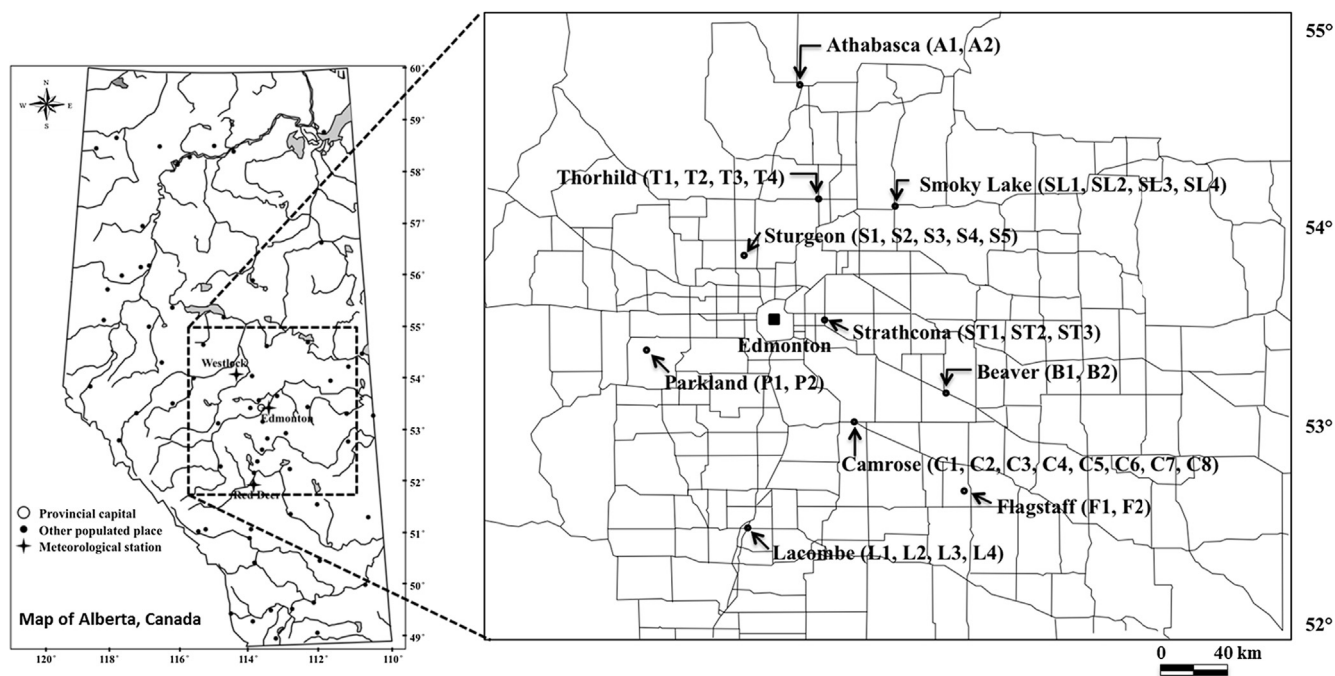 N
W E
S
60°
59°
58°
57°
56°
55°
54°
53°
52°
51°
50°
49°
Westlock
Edmonton
Red Deer
Provincial capital
Other populated place
Meteorological station
Map of Alberta, Canada
120° 118° 116° 114° 112° 110°
Athabasca (A1, A2)
Thorhild (T1, T2, T3, T4)
Smoky Lake (SL1, SL2, SL3, SL4)
Sturgeon (S1, S2, S3, S4, S5)
Strathcona (ST1, ST2, ST3)
Edmonton
Beaver (B1, B2)
Parkland (P1, P2)
Camrose (C1, C2, C3, C4, C5, C6, C7, C8)
Flagstaff (F1, F2)
Lacombe (L1, L2, L3, L4)
55°
54°
53°
52°
0 40 km